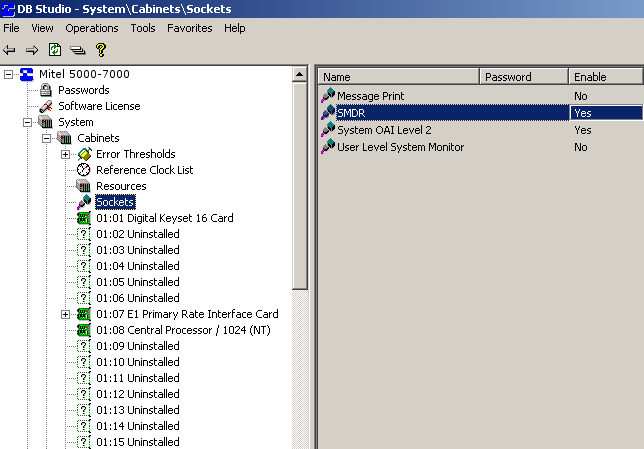 DB Studio - System\Cabinets\Sockets
File View Operations Tools Favorites Help
Mitel 5000-7000
Passwords
Software License
System
Cabinets
Error Thresholds
Reference Clock List
Resources
Sockets
01:01 Digital Keyset 16 Card
01:02 Uninstalled
01:03 Uninstalled
01:04 Uninstalled
01:05 Uninstalled
01:06 Uninstalled
01:07 E1 Primary Rate Interface Card
01:08 Central Processor / 1024 (NT)
01:09 Uninstalled
01:10 Uninstalled
01:11 Uninstalled
01:12 Uninstalled
01:13 Uninstalled
01:14 Uninstalled
01:15 Uninstalled
Name Password Enable
Message Print No
SMDR Yes
System OAI Level 2 Yes
User Level System Monitor No